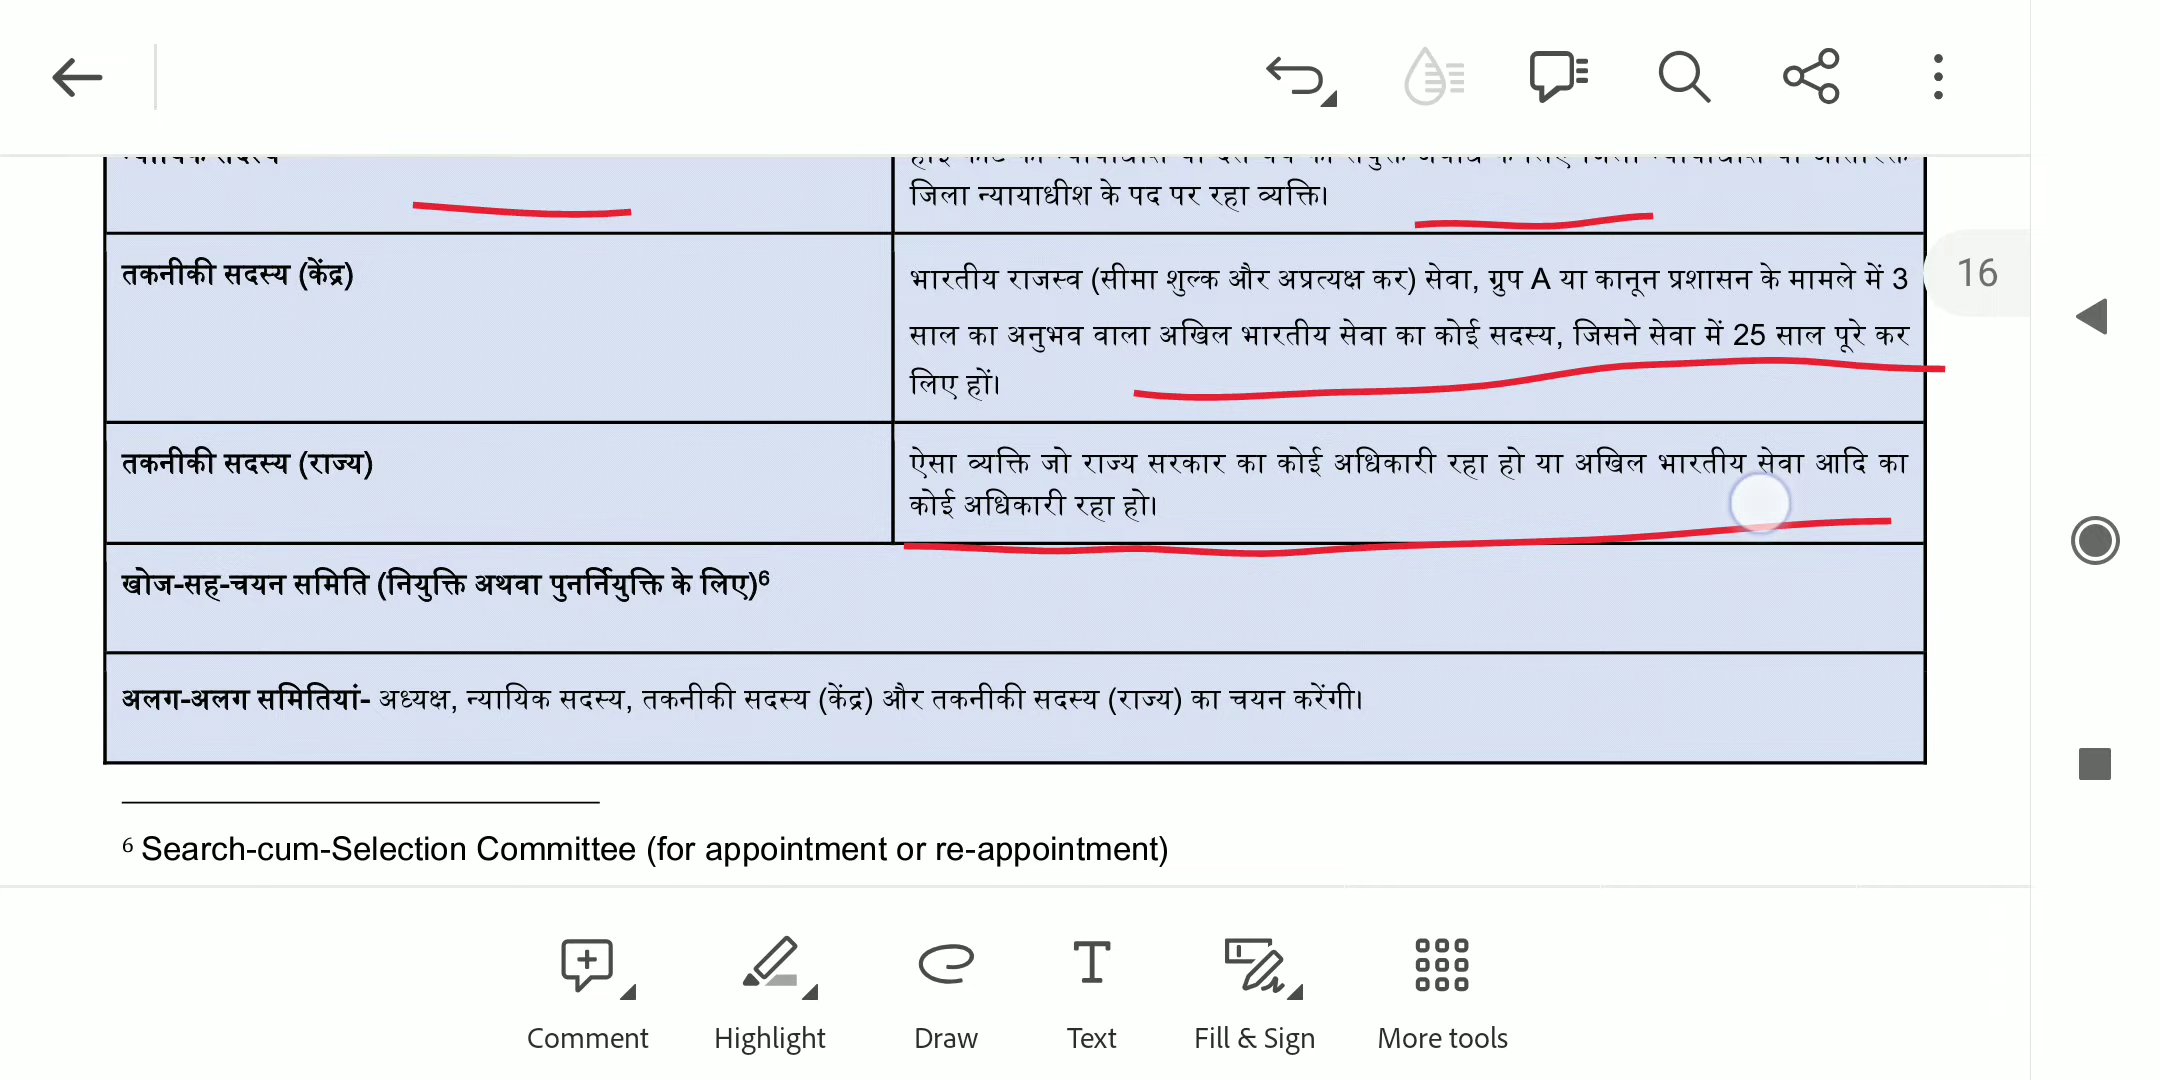 न्यायिक सदस्य
जिला न्यायाधीश के पद पर रहा व्यक्ति।
तकनीकी सदस्य (केंद्र)
भारतीय राजस्व (सीमा शुल्क और अप्रत्यक्ष कर) सेवा, ग्रुप A या कानून प्रशासन के मामले में 3
साल का अनुभव वाला अखिल भारतीय सेवा का कोई सदस्य, जिसने सेवा में 25 साल पूरे कर
लिए हों।
16
तकनीकी सदस्य (राज्य)
ऐसा व्यक्ति जो राज्य सरकार का कोई अधिकारी रहा हो या अखिल भारतीय सेवा आदि का
कोई अधिकारी रहा हो।
खोज-सह-चयन समिति (नियुक्ति अथवा पुनर्नियुक्ति के लिए)⁶
अलग-अलग समितियां- अध्यक्ष, न्यायिक सदस्य, तकनीकी सदस्य (केंद्र) और तकनीकी सदस्य (राज्य) का चयन करेंगी।
⁶ Search-cum-Selection Committee (for appointment or re-appointment)
Comment
Highlight
Draw
Text
Fill & Sign
More tools